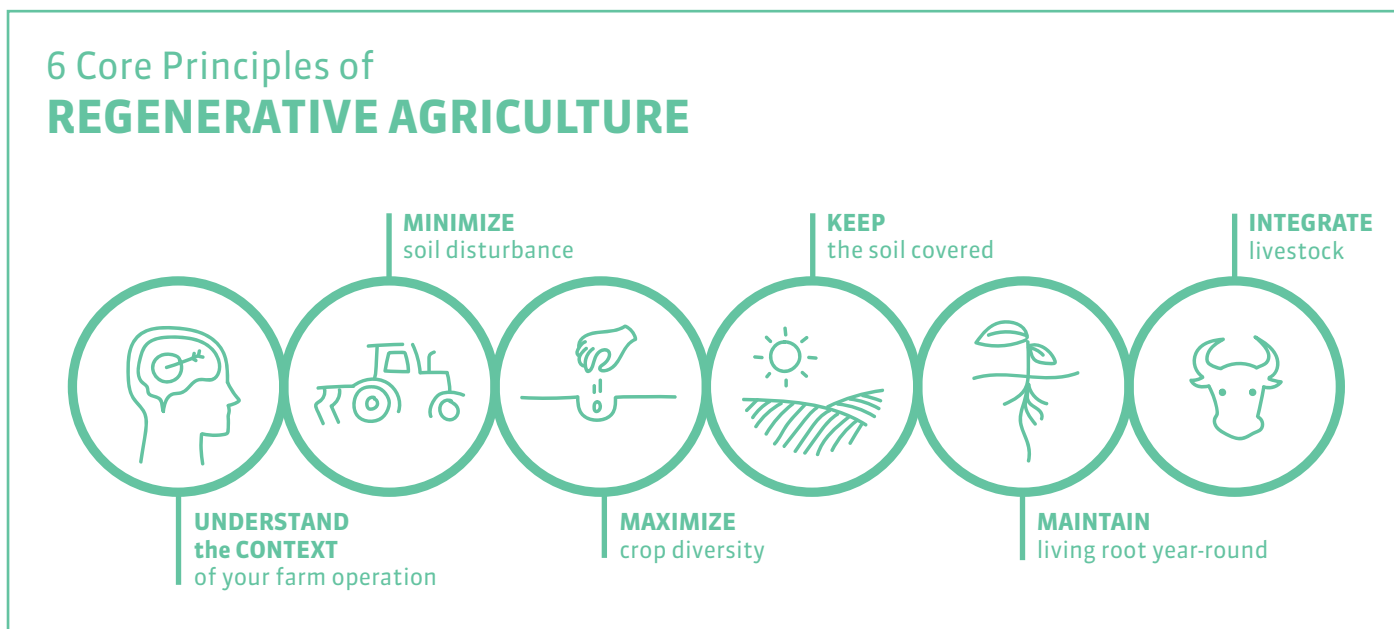 6 Core Principles of
REGENERATIVE AGRICULTURE
UNDERSTAND
the CONTEXT
of your farm operation
MINIMIZE
soil disturbance
MAXIMIZE
crop diversity
KEEP
the soil covered
MAINTAIN
living root year-round
INTEGRATE
livestock